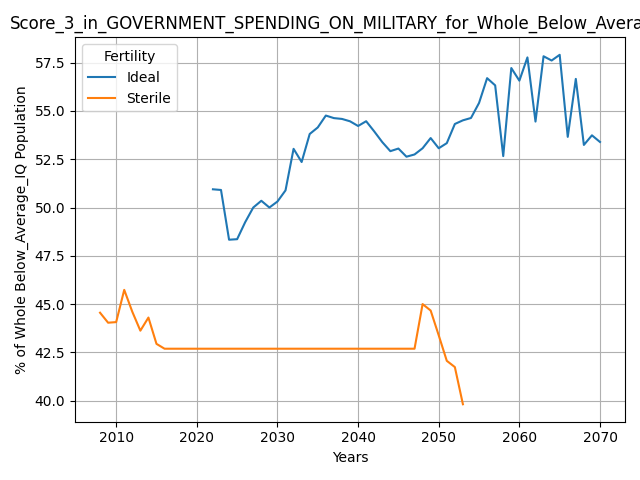 Score_3_in_GOVERNMENT_SPENDING_ON_MILITARY_for_Whole_Below_Avera
Fertility
Ideal
Sterile
% of Whole Below_Average_IQ Population
57.5
55.0
52.5
50.0
47.5
45.0
42.5
40.0
2010 2020 2030 2040 2050 2060 2070
Years